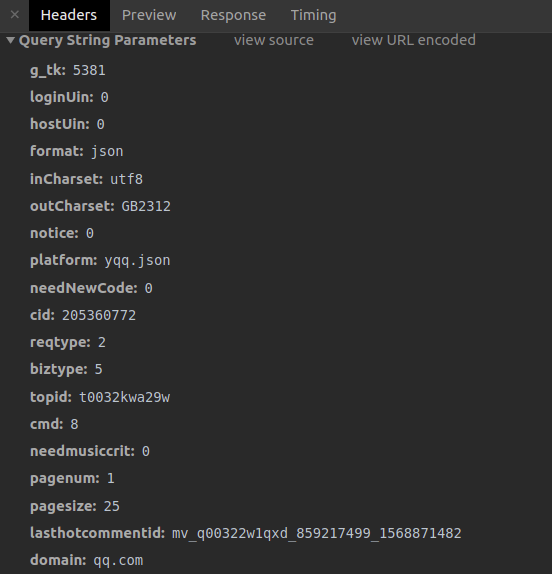 × Headers Preview Response Timing
▼ Query String Parameters view source view URL encoded
g_tk: 5381
loginUin: 0
hostUin: 0
format: json
inCharset: utf8
outCharset: GB2312
notice: 0
platform: yqq.json
needNewCode: 0
cid: 205360772
reqtype: 2
biztype: 5
topid: t0032kwa29w
cmd: 8
needmusiccrit: 0
pagenum: 1
pagesize: 25
lasthotcommentid: mv_q00322w1qxd_859217499_1568871482
domain: qq.com